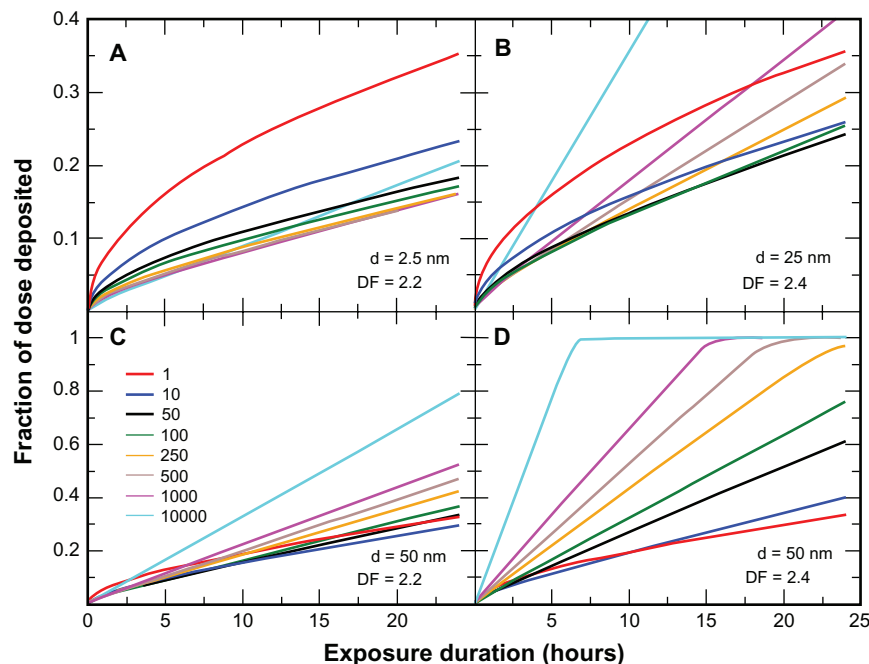 Fraction of dose deposited
0.4
0.3
0.2
0.1
0
A
d = 2.5 nm
DF = 2.2
B
d = 25 nm
DF = 2.4
1
0.8
0.6
0.4
0.2
C
1
10
50
100
250
500
1000
10000
d = 50 nm
DF = 2.2
D
d = 50 nm
DF = 2.4
0 5 10 15 20 5 10 15 20 25
Exposure duration (hours)